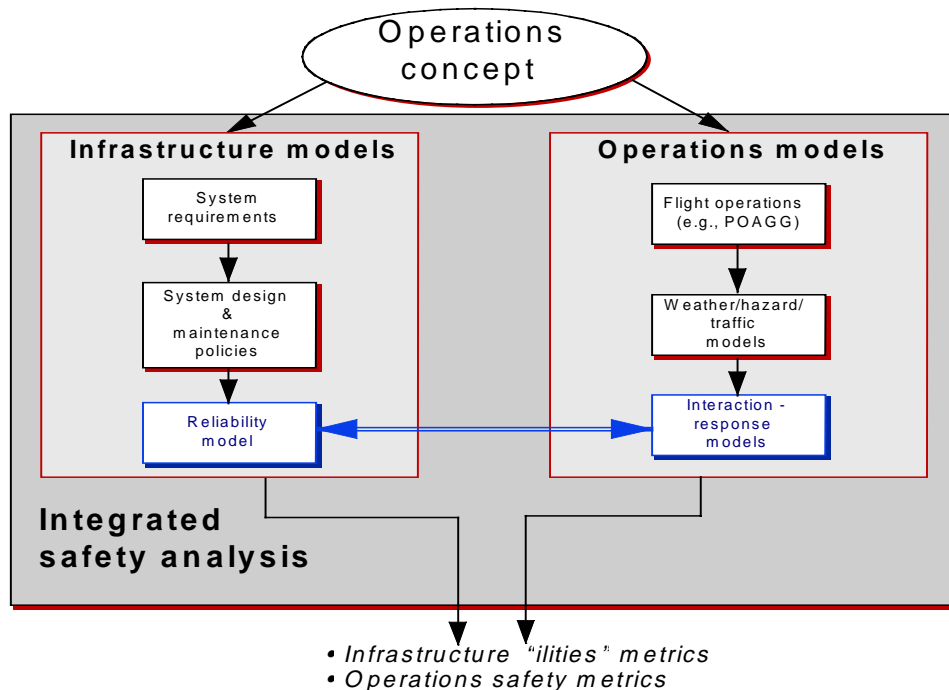 Operations
concept
Infrastructure models
System
requirements
System design
&
maintenance
policies
Reliability
model
Operations models
Flight operations
(e.g., POAGG)
Weather/hazard/
traffic
models
Interaction -
response
models
Integrated
safety analysis
• Infrastructure "ilities" metrics
• Operations safety metrics